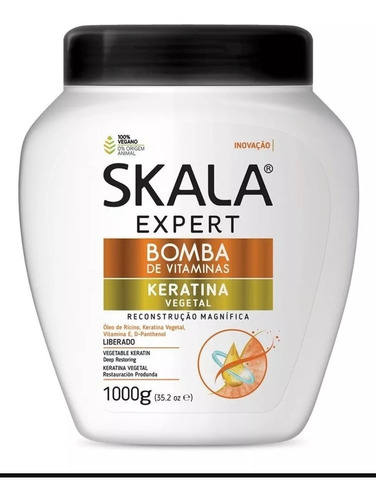 100%
VEGANO
0% ORIGEM
ANIMAL
INOVAÇÃO
SKALA®
EXPERT
BOMBA
DE VITAMINAS
KERATINA
VEGETAL
RECONSTRUÇÃO MAGNÍFICA
Óleo de Rícino, Keratina Vegetal,
Vitamina E, D-Panthenol
LIBERADO
VEGETABLE KERATIN
Deep Restoring
KERATINA VEGETAL
Restauración Profunda
1000g (35.2 oz ℮)